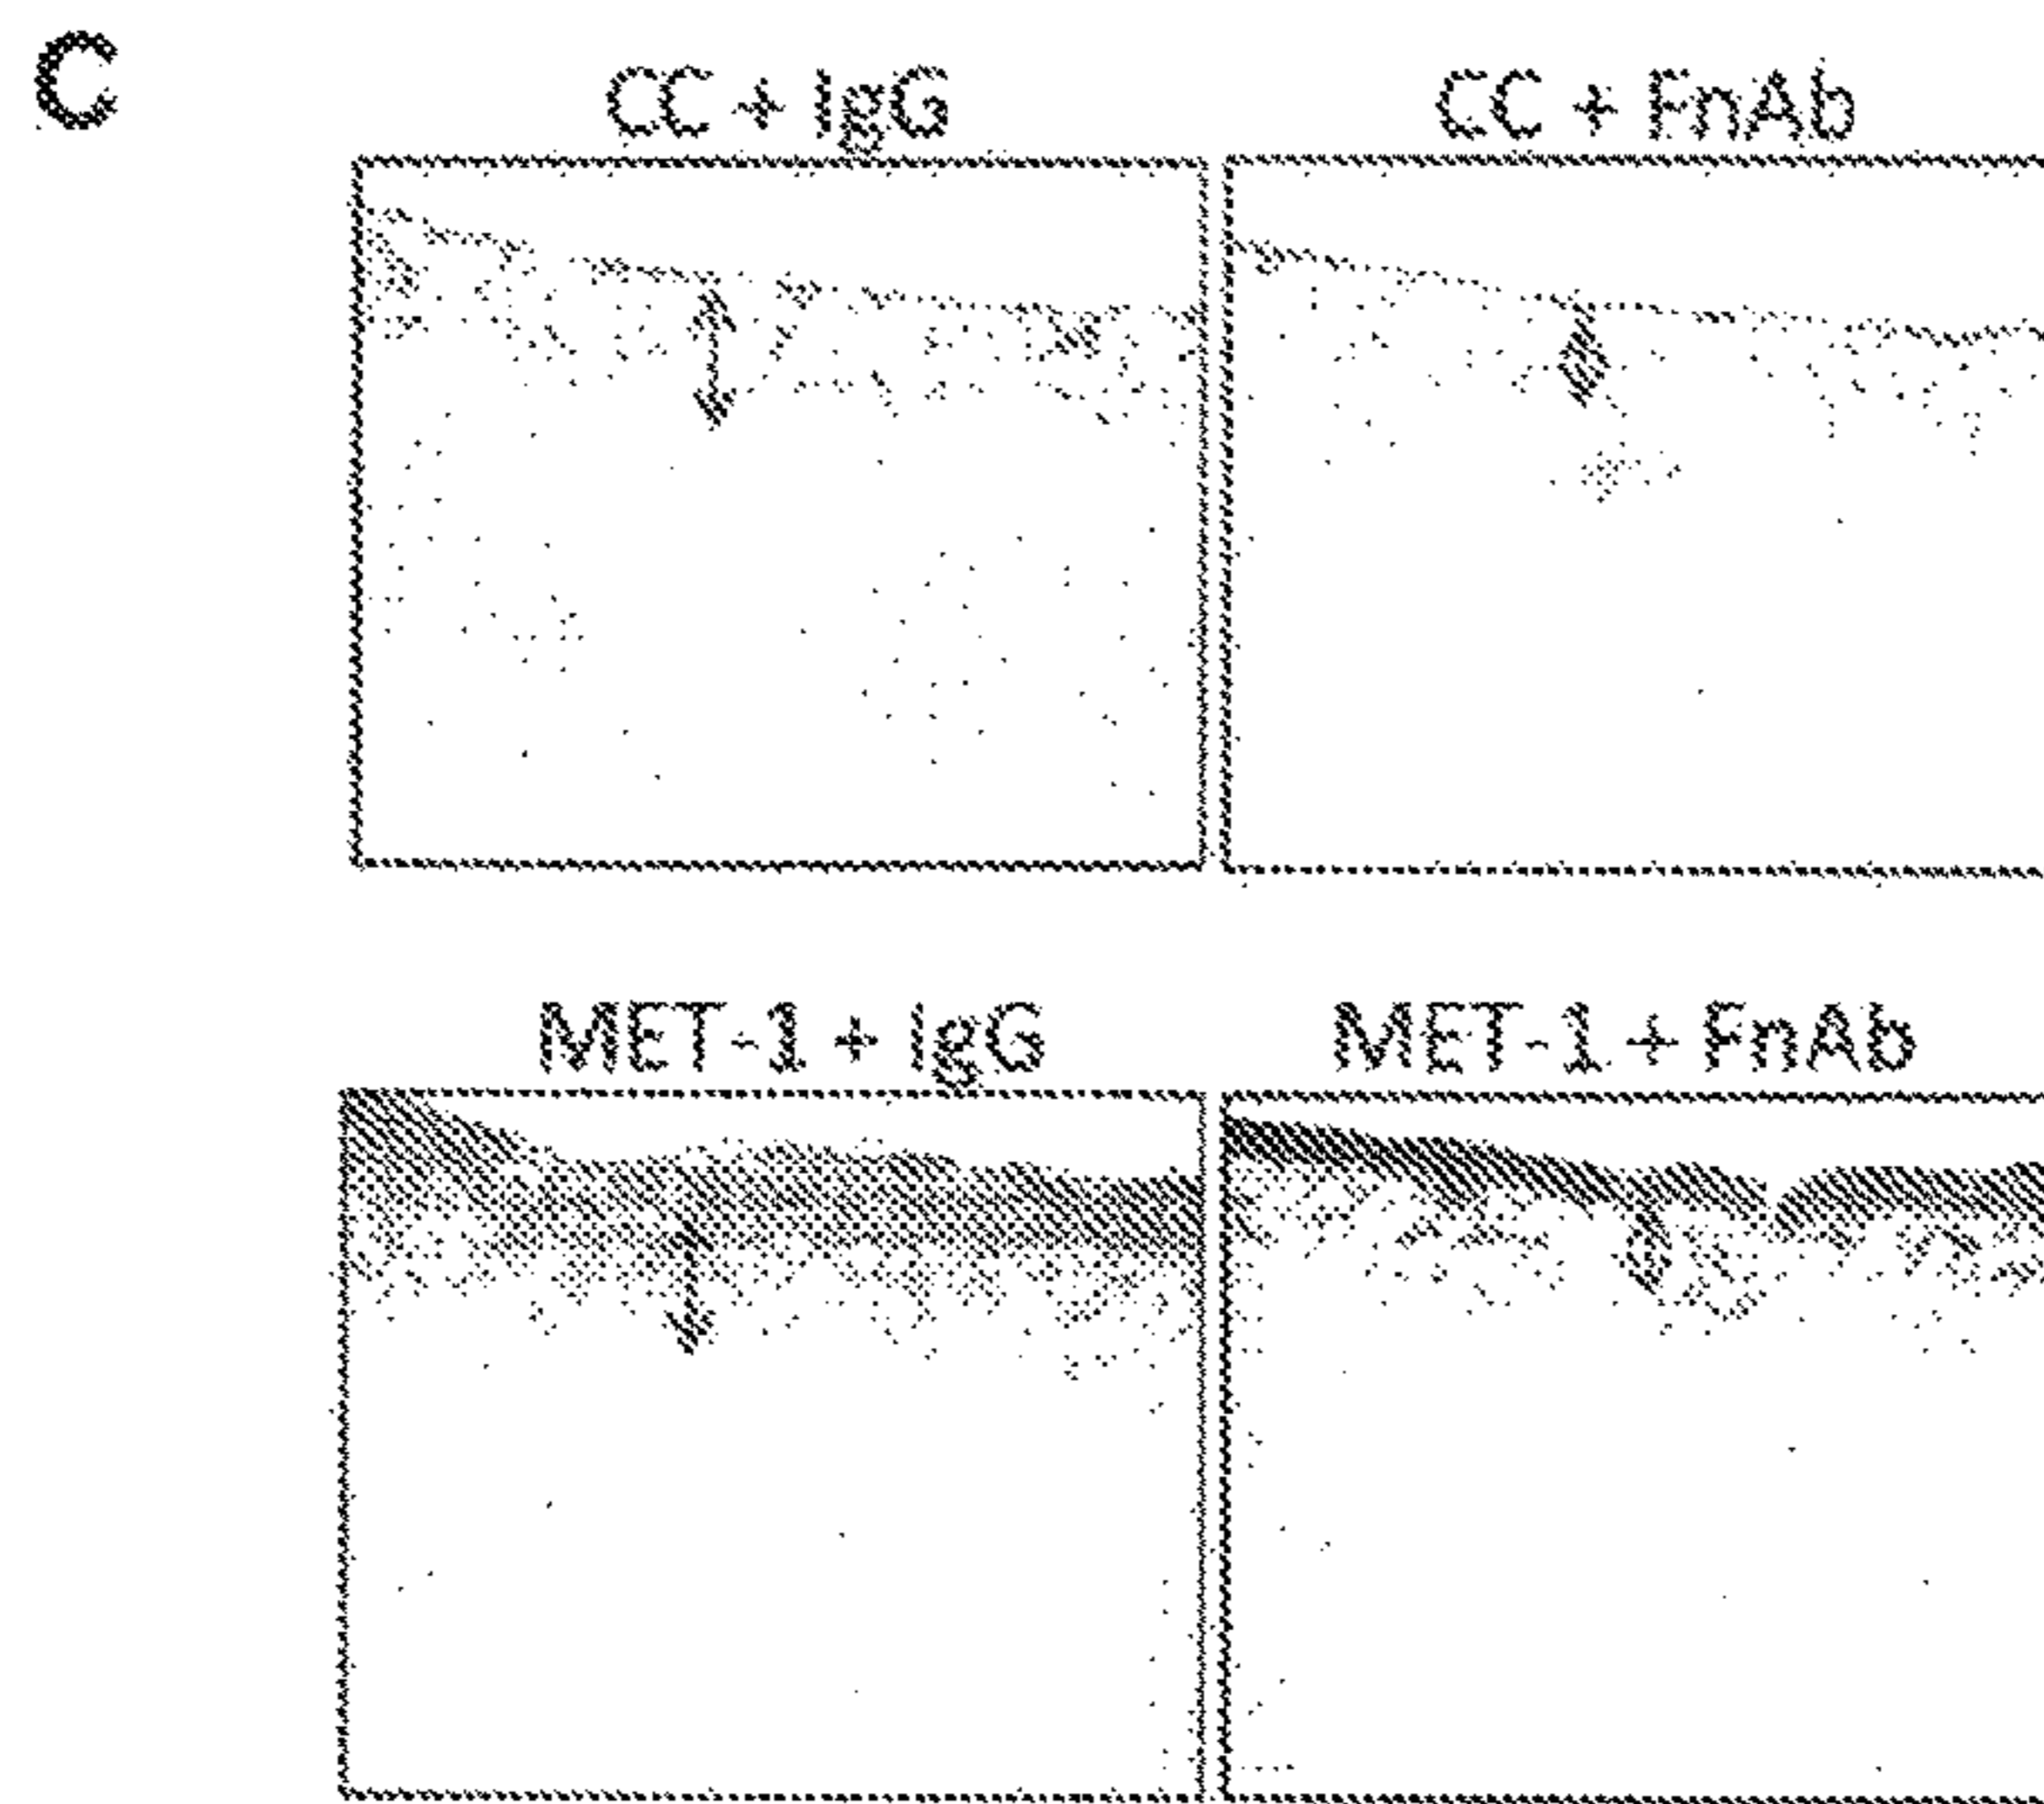 C
CC + IgG
CC + FnAb
MET-1 + IgG
MET-1 + FnAb